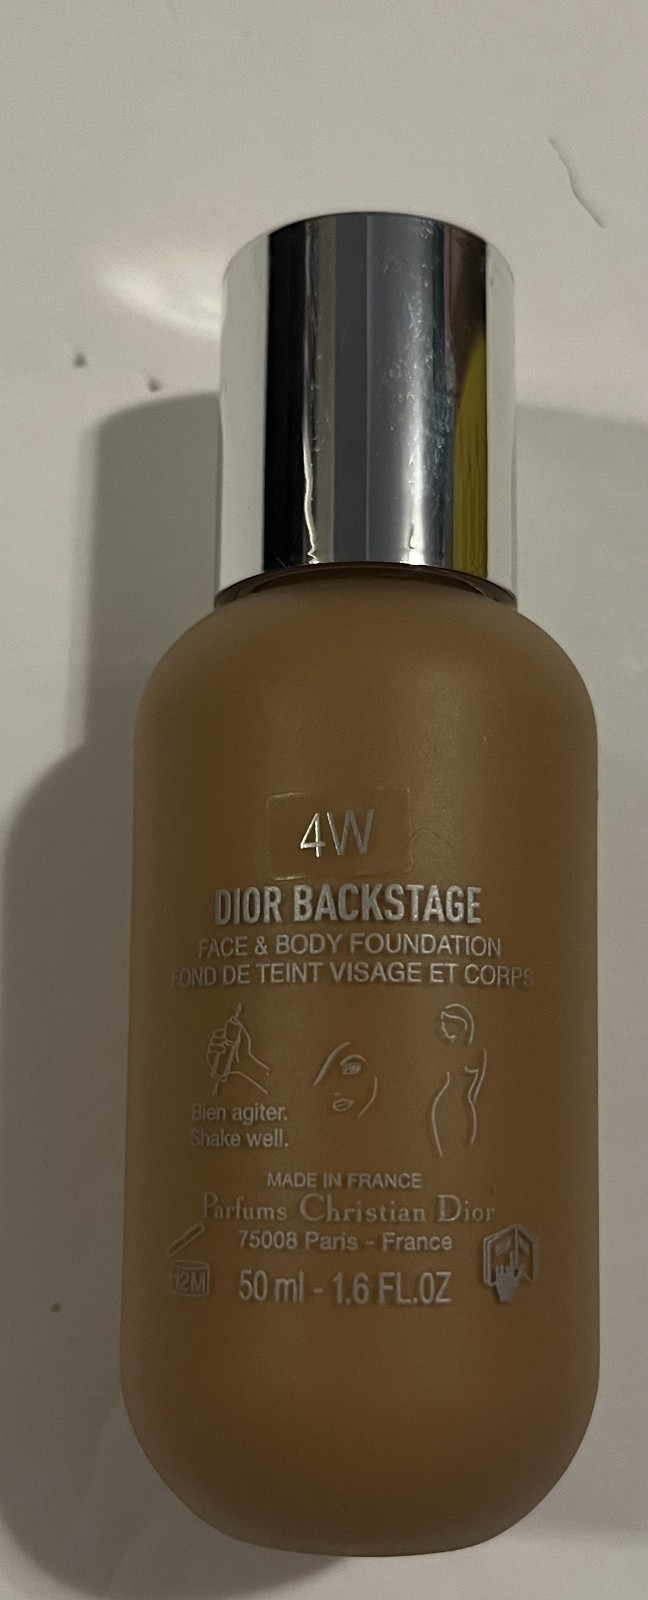 4W
DIOR BACKSTAGE
FACE & BODY FOUNDATION
FOND DE TEINT VISAGE ET CORPS
Bien agiter.
Shake well.
MADE IN FRANCE
Parfums Christian Dior
75008 Paris - France
12M
50 ml - 1.6 FL.OZ